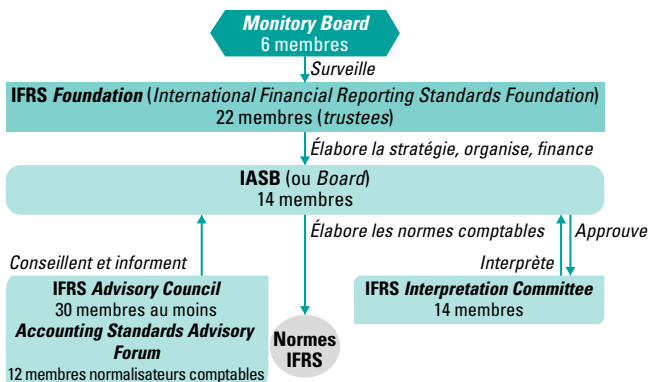 Monitory Board
6 membres
Surveille
IFRS Foundation (International Financial Reporting Standards Foundation)
22 membres (trustees)
Élabore la stratégie, organise, finance
IASB (ou Board)
14 membres
Élabore les normes comptables
Approuve
Conseillent et informent
Interprète
IFRS Advisory Council
30 membres au moins
Accounting Standards Advisory
Forum
12 membres normalisateurs comptables
Normes
IFRS
IFRS Interpretation Committee
14 membres